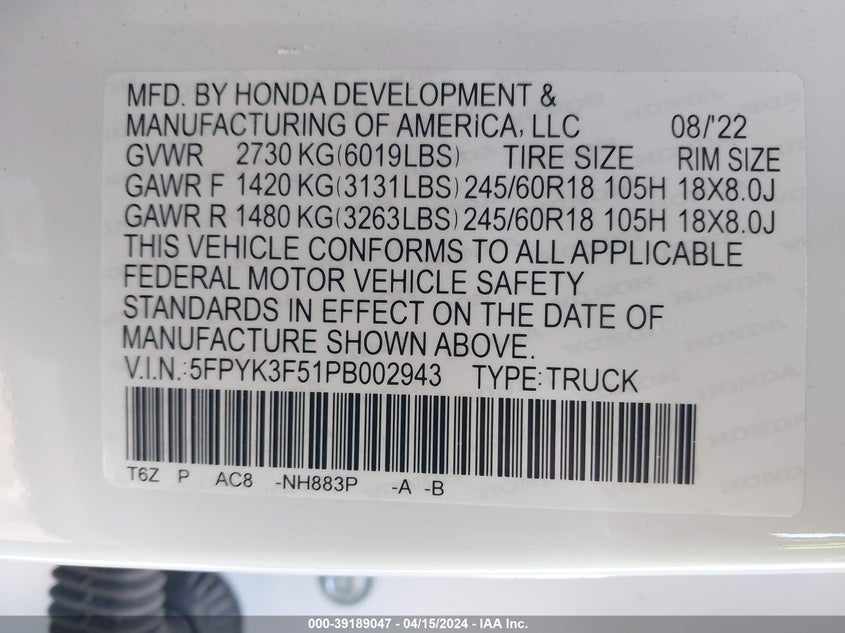 MFD. BY HONDA DEVELOPMENT &
MANUFACTURING OF AMERICA, LLC 08/'22
GVWR 2730 KG(6019LBS) TIRE SIZE RIM SIZE
GAWR F 1420 KG(3131LBS) 245/60R18 105H 18X8.0J
GAWR R 1480 KG(3263LBS) 245/60R18 105H 18X8.0J
THIS VEHICLE CONFORMS TO ALL APPLICABLE
FEDERAL MOTOR VEHICLE SAFETY
STANDARDS IN EFFECT ON THE DATE OF
MANUFACTURE SHOWN ABOVE.
V.I.N.:5FPYK3F51PB002943 TYPE:TRUCK
T6Z P AC8 -NH883P -A -B
000-39189047 - 04/15/2024 - IAA Inc.